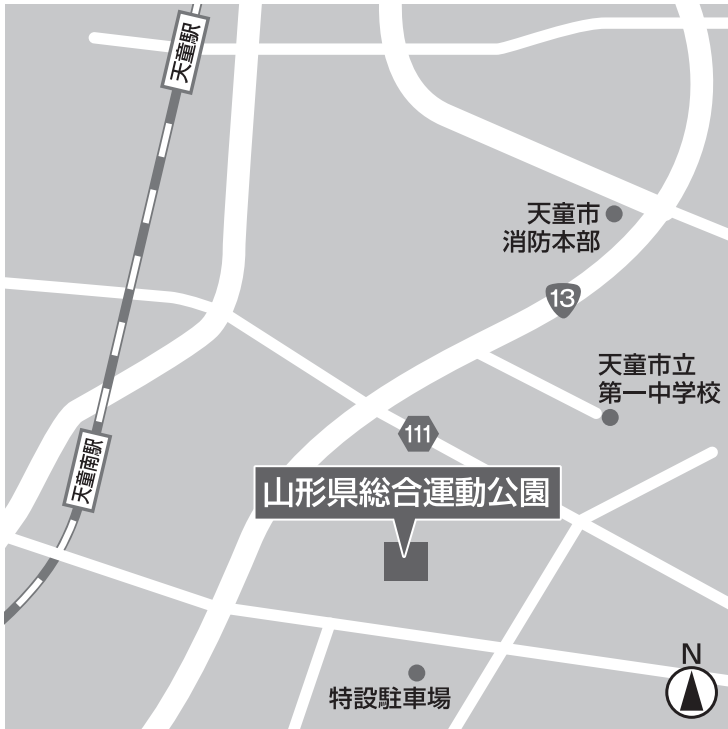 天童駅
天童市
消防本部
13
天童市立
第一中学校
111
天童南駅
山形県総合運動公園
特設駐車場
N